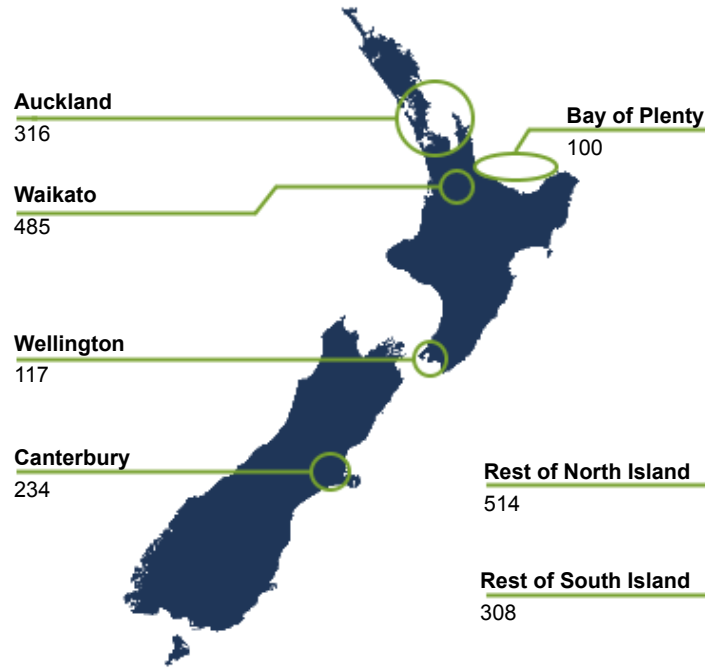 Auckland
316
Bay of Plenty
100
Waikato
485
Wellington
117
Canterbury
234
Rest of North Island
514
Rest of South Island
308